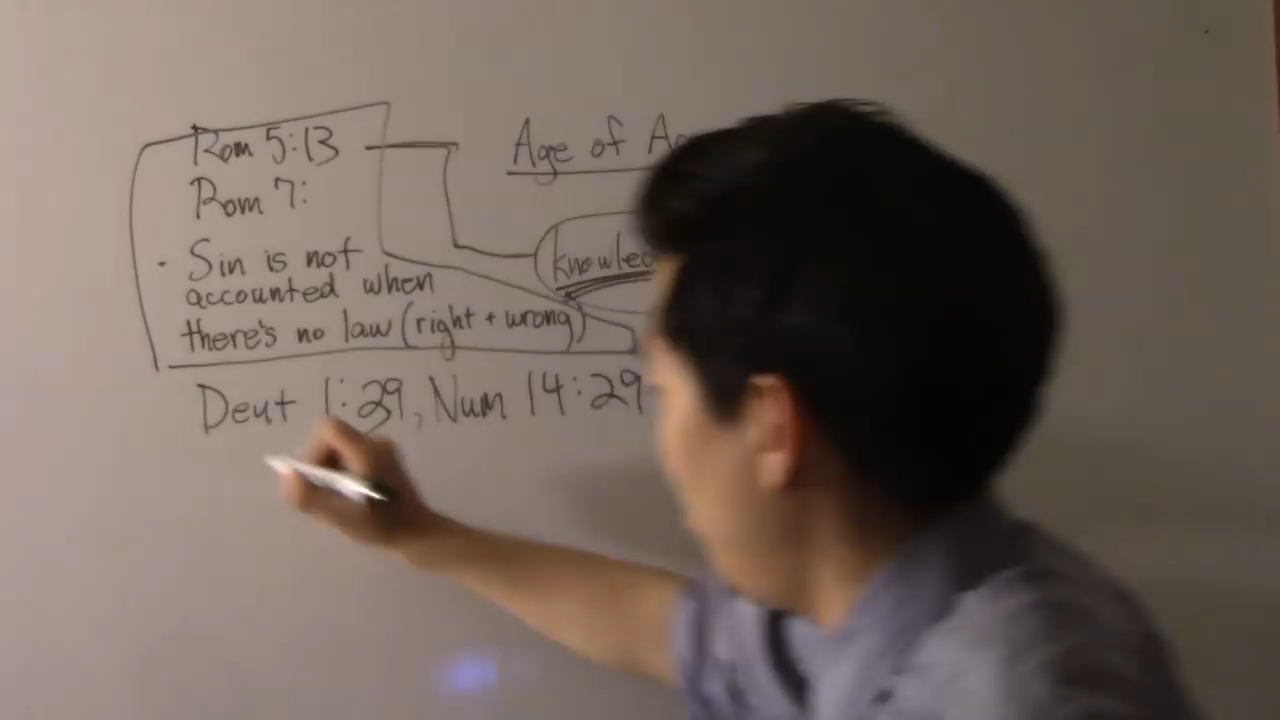 Rom 5:13
Age of
Rom 7:
· Sin is not
accounted when
there's no law (right + wrong)
Deut 1:29, Num 14:29